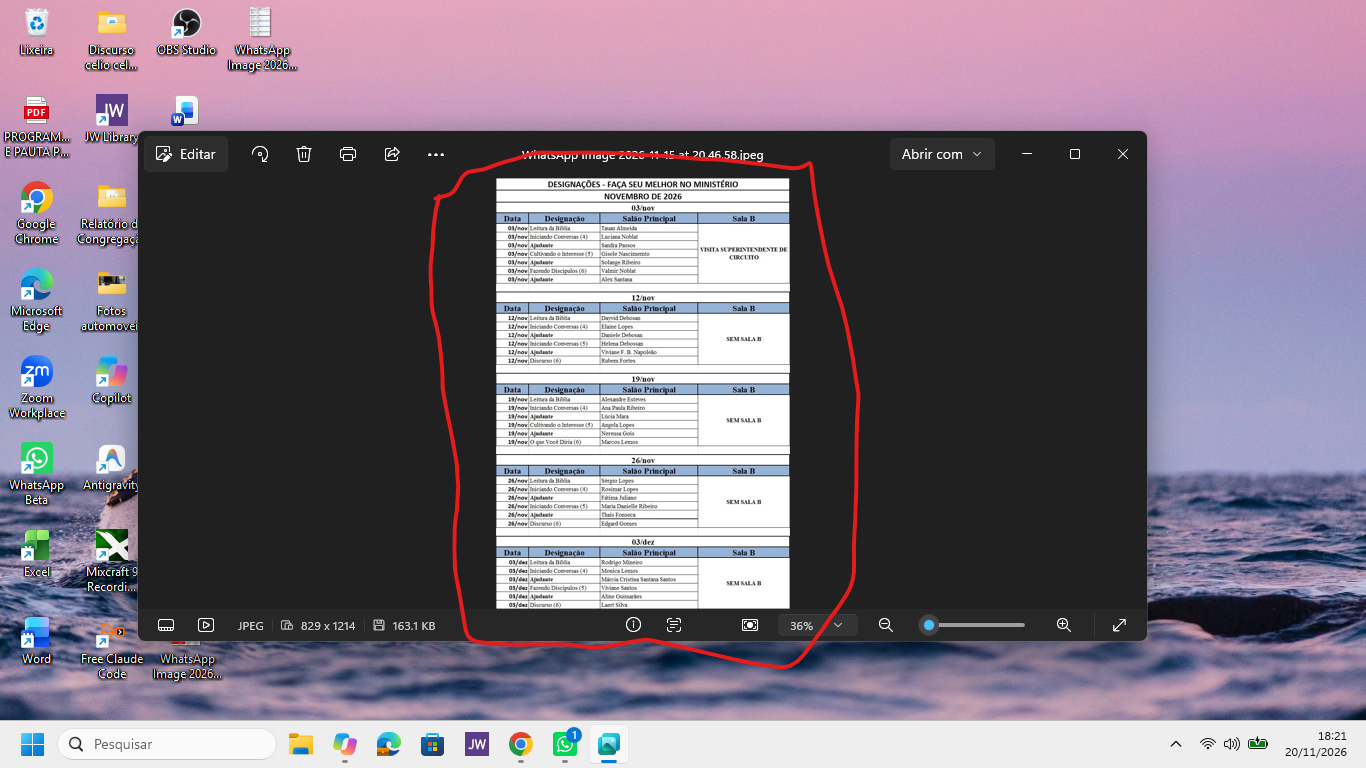 Lixeira
Discurso celio cel...
OBS Studio
WhatsApp Image 2026...
PDF
PROGRAM... E PAUTA P...
JW
JW Library
W
Google Chrome
Relatório d Congregaç
Microsoft Edge
Fotos automovei
zm
Zoom Workplace
Copilot
WhatsApp Beta
Antigravity
Excel
Mixcraft 9 Recordi...
Word
Free Claude Code
WhatsApp Image 2026...
Editar
WhatsApp Image 2026-11-15 at 20.46.58.jpeg
Abrir com
DESIGNAÇÕES - FAÇA SEU MELHOR NO MINISTÉRIO
NOVEMBRO DE 2026
03/nov
Data Designação Salão Principal Sala B
03/nov Leitura da Bíblia Tauan Almeida
03/nov Iniciando Conversas (4) Luciana Noblat
03/nov Ajudante Sandra Passos
03/nov Cultivando o Interesse (5) Gisele Nascimento
03/nov Ajudante Solange Ribeiro
03/nov Fazendo Discípulos (6) Valmir Noblat
03/nov Ajudante Alex Santana
VISITA SUPERINTENDENTE DE
CIRCUITO
12/nov
Data Designação Salão Principal Sala B
12/nov Leitura da Bíblia Dayvid Debosan
12/nov Iniciando Conversas (4) Elaine Lopes
12/nov Ajudante Daniele Debosan
12/nov Iniciando Conversas (5) Helena Debossan
12/nov Ajudante Viviane F. B. Napoleão
12/nov Discurso (6) Rubem Fortes
SEM SALA B
19/nov
Data Designação Salão Principal Sala B
19/nov Leitura da Bíblia Alexandre Esteves
19/nov Iniciando Conversas (4) Ana Paula Ribeiro
19/nov Ajudante Lúcia Mara
19/nov Cultivando o Interesse (5) Angela Lopes
19/nov Ajudante Nereusa Gois
19/nov O que Você Diria (6) Marcos Lemos
SEM SALA B
26/nov
Data Designação Salão Principal Sala B
26/nov Leitura da Bíblia Sérgio Lopes
26/nov Iniciando Conversas (4) Rosimar Lopes
26/nov Ajudante Fátima Juliano
26/nov Iniciando Conversas (5) Maria Danielle Ribeiro
26/nov Ajudante Thais Fonseca
26/nov Discurso (6) Edgard Gomes
SEM SALA B
03/dez
Data Designação Salão Principal Sala B
03/dez Leitura da Bíblia Rodrigo Mineiro
03/dez Iniciando Conversas (4) Monica Lemos
03/dez Ajudante Márcia Cristina Santana Santos
03/dez Fazendo Discípulos (5) Viviane Santos
03/dez Ajudante Aline Guimarães
03/dez Discurso (6) Laert Silva
SEM SALA B
JPEG 829 x 1214 163.1 KB 36%
Pesquisar
JW
1
18:21
20/11/2026